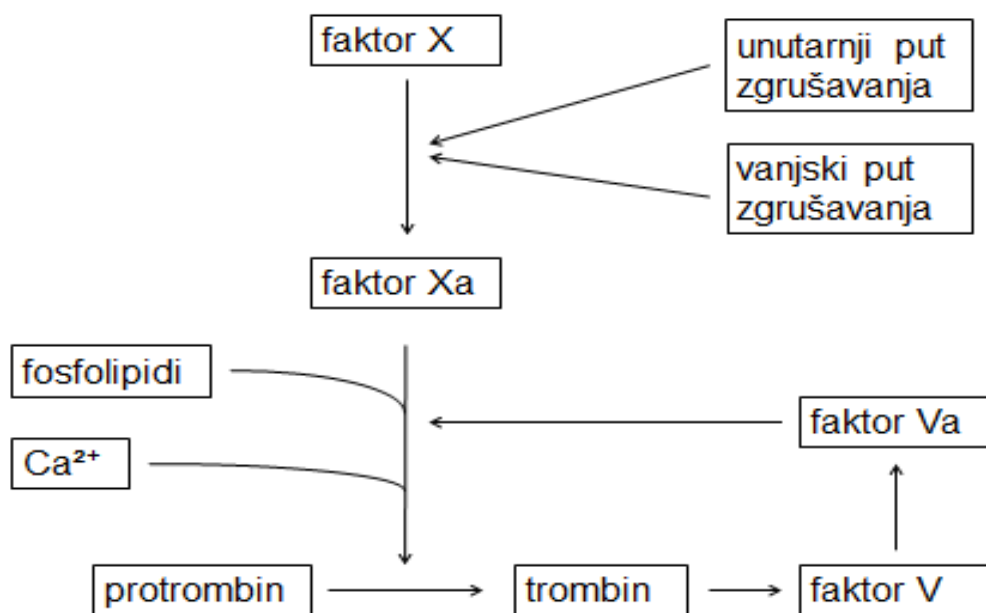 faktor X
unutarnji put
zgrušavanja
vanjski put
zgrušavanja
faktor Xa
fosfolipidi
faktor Va
Ca²⁺
protrombin
trombin
faktor V